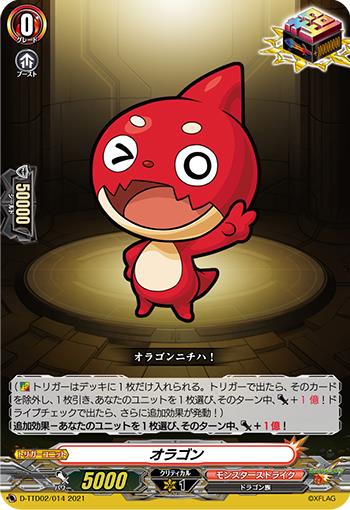 0
グレード
ブースト
50000
シールド
オラゴンニチハ!
(トリガーはデッキに1枚だけ入れられる。トリガーで出たら、そのカード
を除外し、1枚引き、あなたのユニットを1枚選び、そのターン中、+1億!ド
ライブチェックで出たら、さらに追加効果が発動!)
追加効果-あなたのユニットを1枚選び、そのターン中、+1億!
トリガーユニット
オラゴン
パワー
5000
クリティカル
1
モンスターストライク
ドラゴン族
D-TTD02/014 2021
©XFLAG